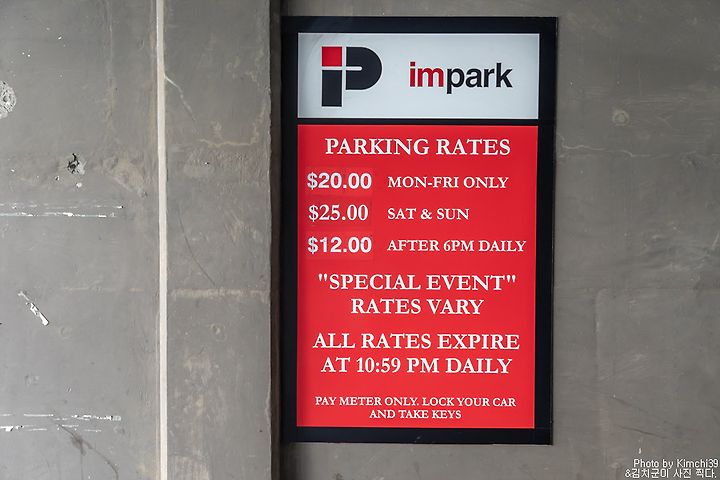 impark
PARKING RATES
$20.00 MON-FRI ONLY
$25.00 SAT & SUN
$12.00 AFTER 6PM DAILY
"SPECIAL EVENT"
RATES VARY
ALL RATES EXPIRE
AT 10:59 PM DAILY
PAY METER ONLY. LOCK YOUR CAR
AND TAKE KEYS
Photo by Kimchi39
&김치군이 사진 찍다.